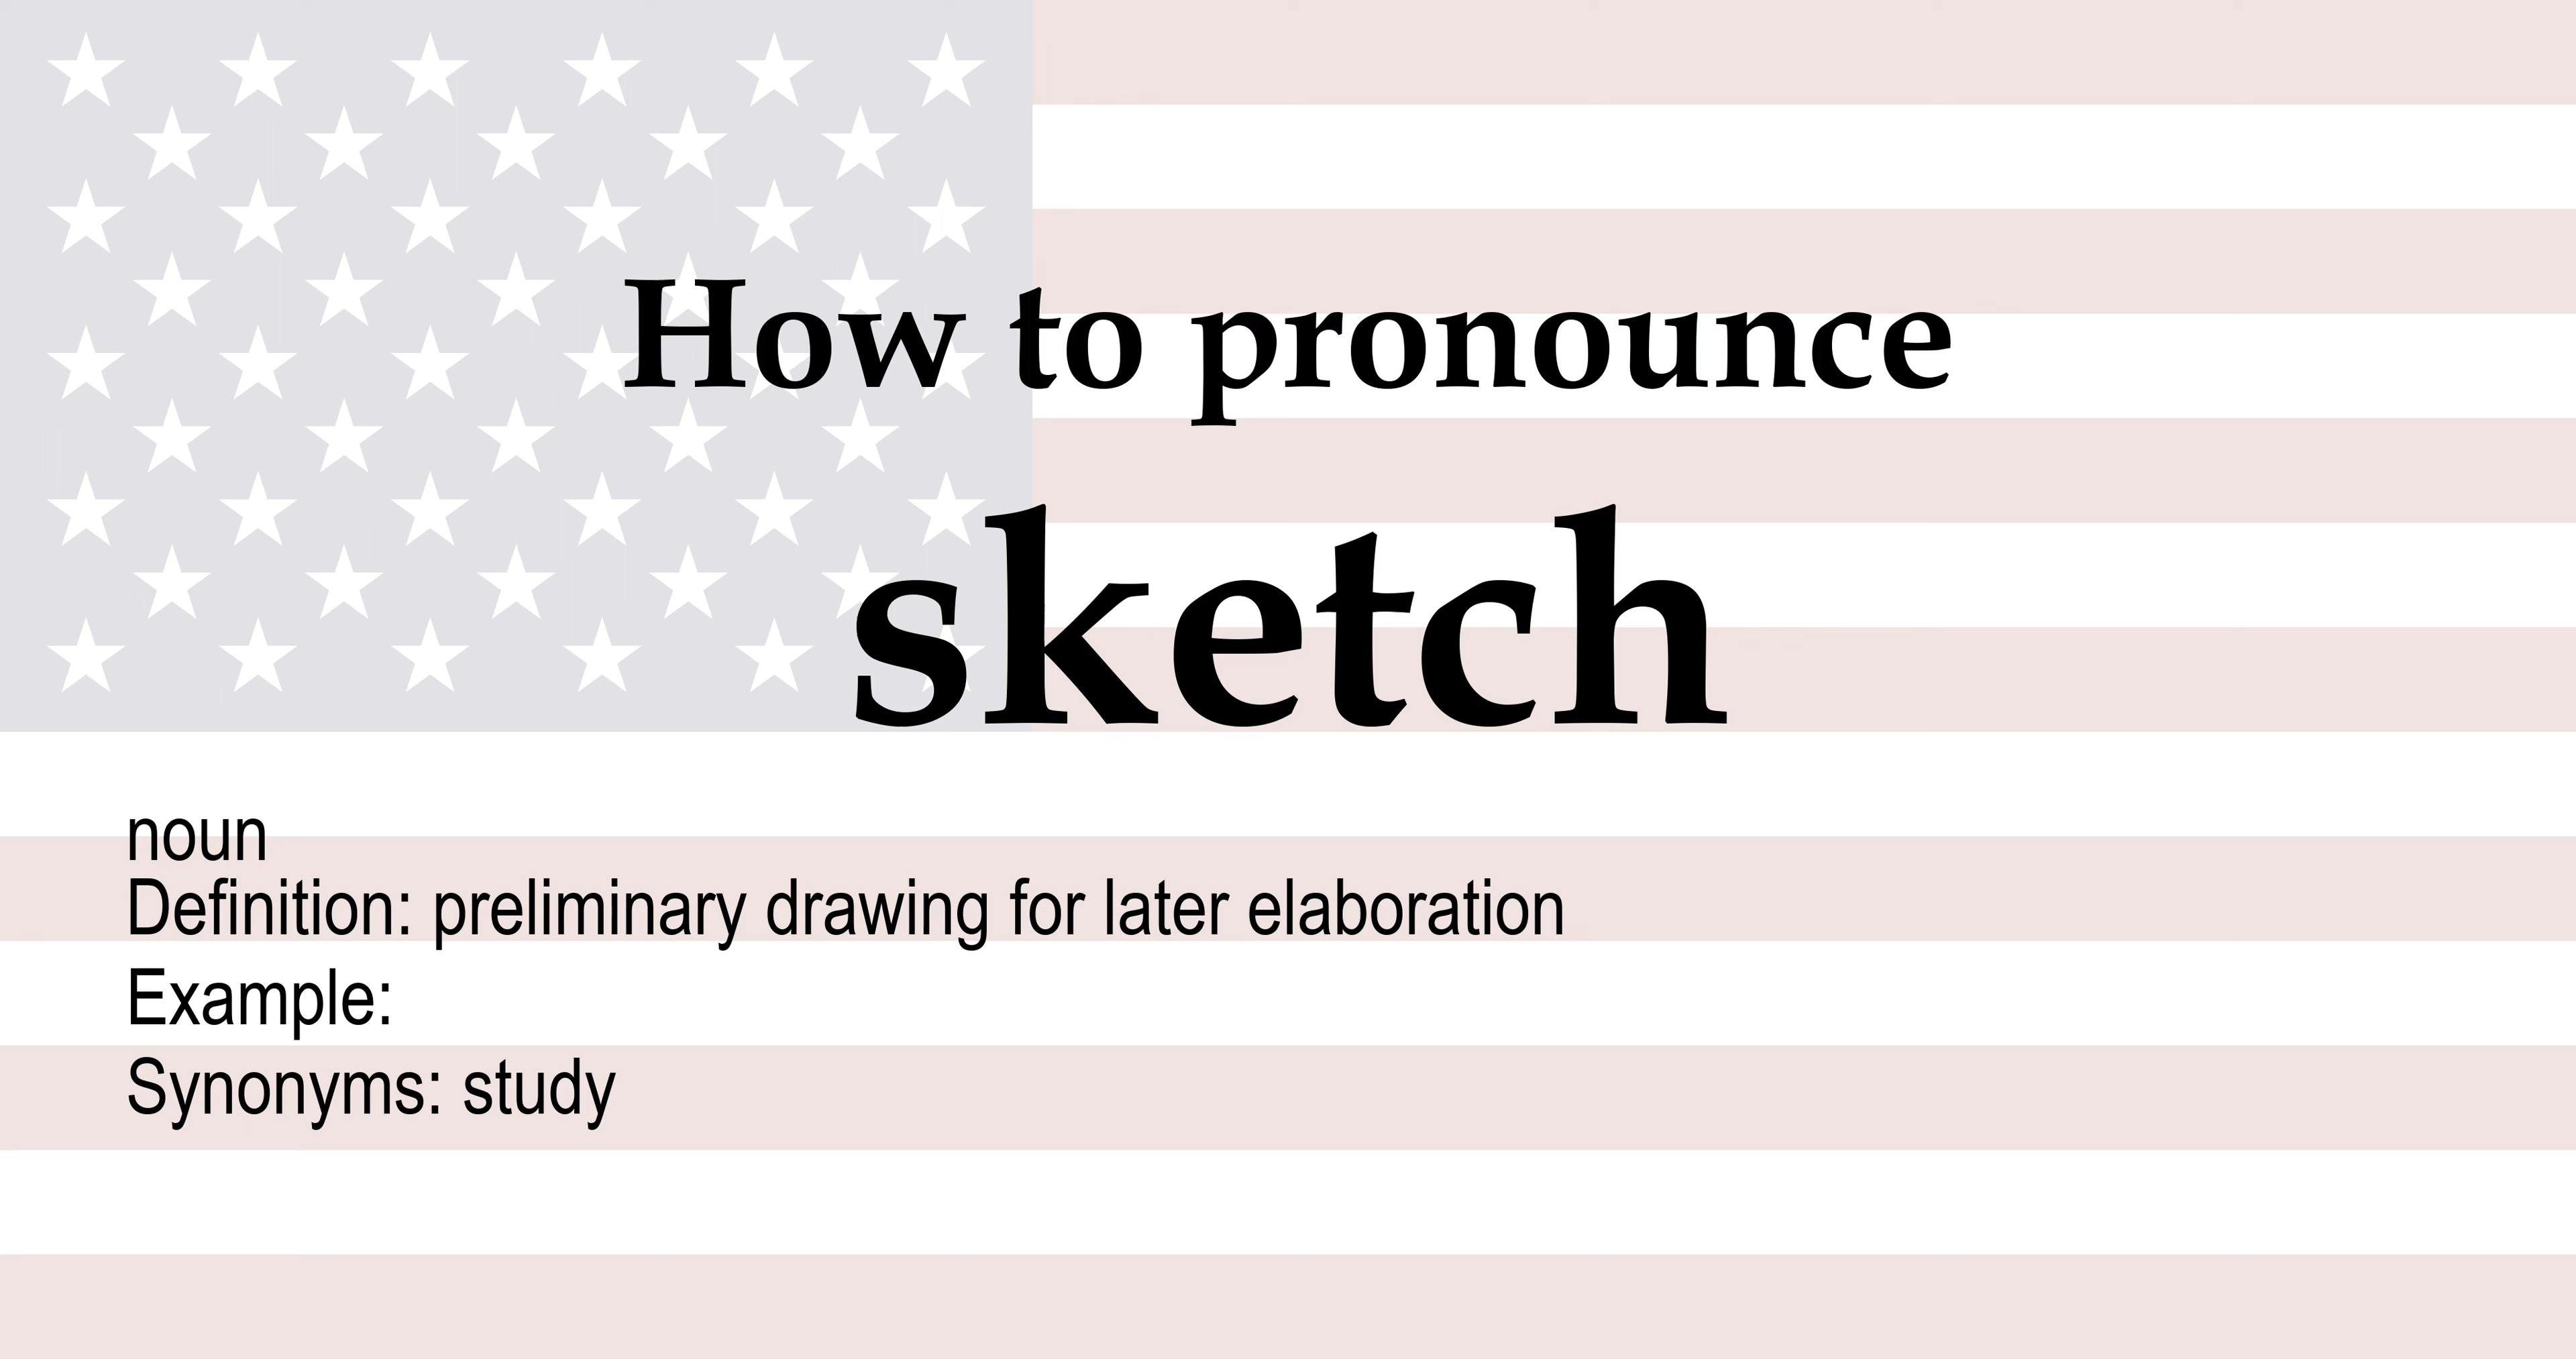 How to pronounce
sketch
noun
Definition: preliminary drawing for later elaboration
Example:
Synonyms: study